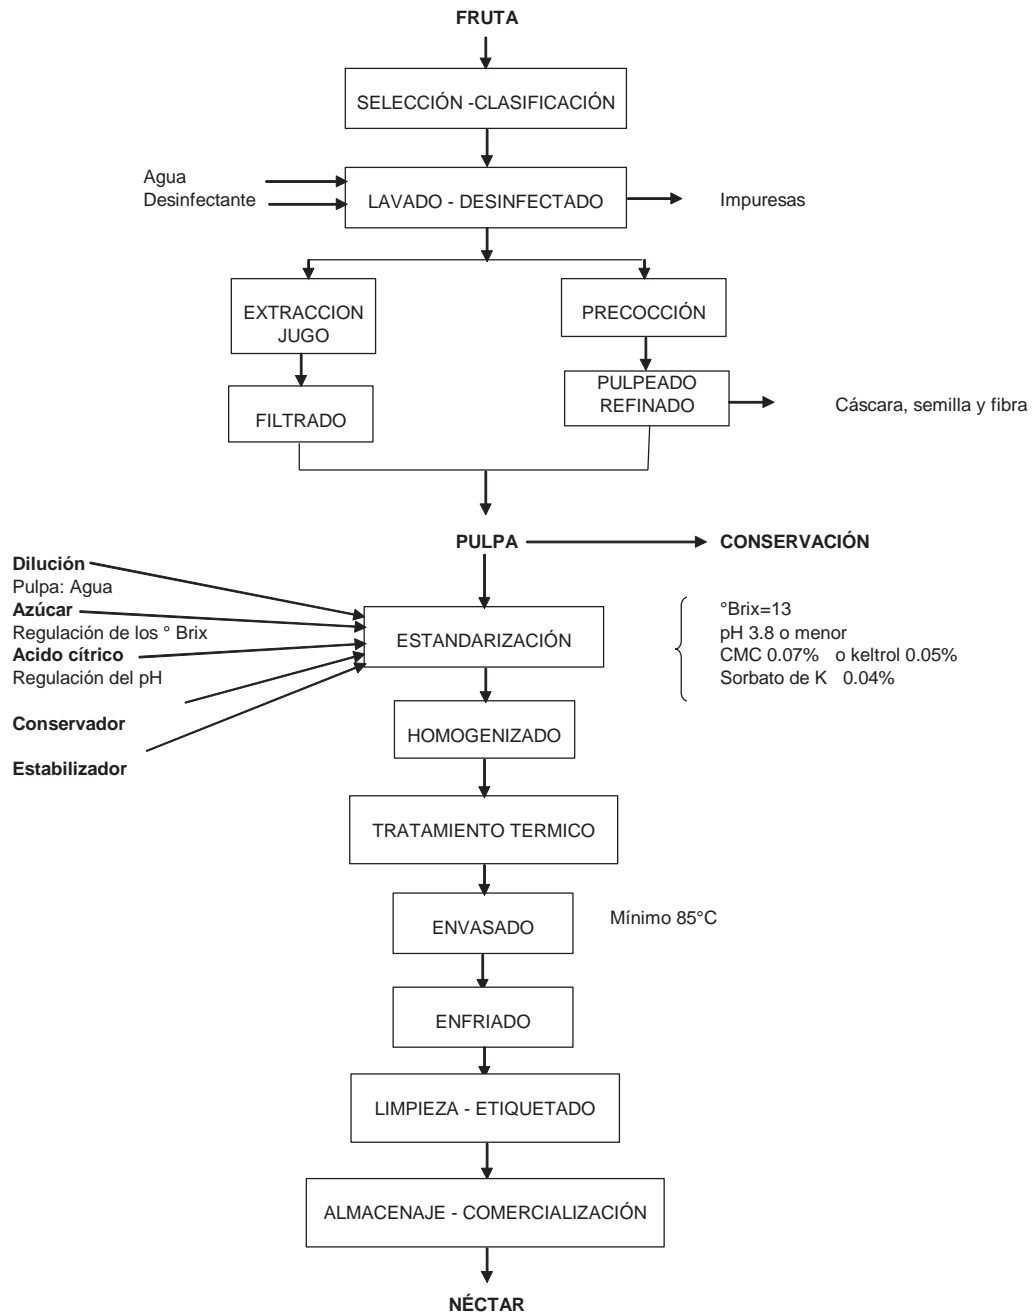 FRUTA
SELECCIÓN -CLASIFICACIÓN
Agua
Desinfectante
LAVADO - DESINFECTADO
Impuresas
EXTRACCION
JUGO
PRECOCCIÓN
FILTRADO
PULPEADO
REFINADO
Cáscara, semilla y fibra
PULPA
CONSERVACIÓN
Dilución
Pulpa: Agua
Azúcar
Regulación de los ° Brix
Acido cítrico
Regulación del pH
Conservador
Estabilizador
ESTANDARIZACIÓN
°Brix=13
pH 3.8 o menor
CMC 0.07% o keltrol 0.05%
Sorbato de K 0.04%
HOMOGENIZADO
TRATAMIENTO TERMICO
ENVASADO
Mínimo 85°C
ENFRIADO
LIMPIEZA - ETIQUETADO
ALMACENAJE - COMERCIALIZACIÓN
NÉCTAR